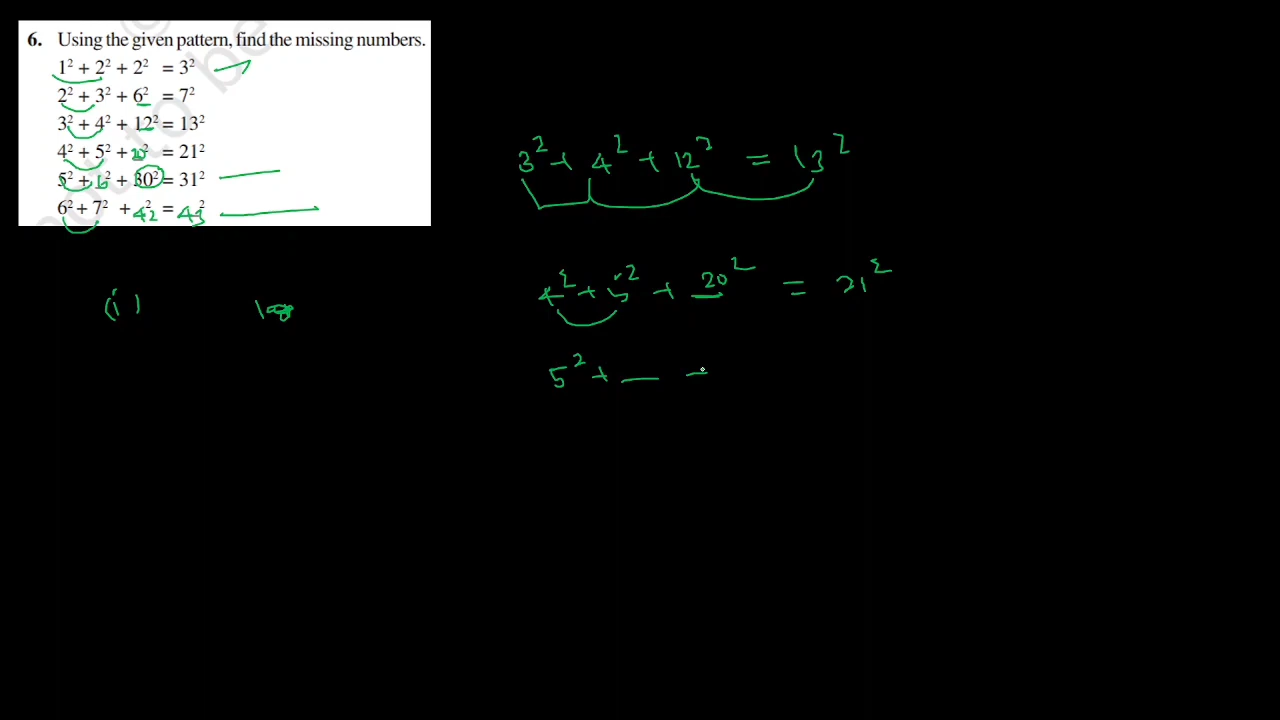 6. Using the given pattern, find the missing numbers.
1² + 2² + 2² = 3²
2² + 3² + 6² = 7²
3² + 4² + 12² = 13²
4² + 5² + 20² = 21²
5² + 6² + 30² = 31²
6² + 7² + 42² = 43²
3² + 4² + 12² = 13²
4² + 5² + 20² = 21²
5² + __
(i)